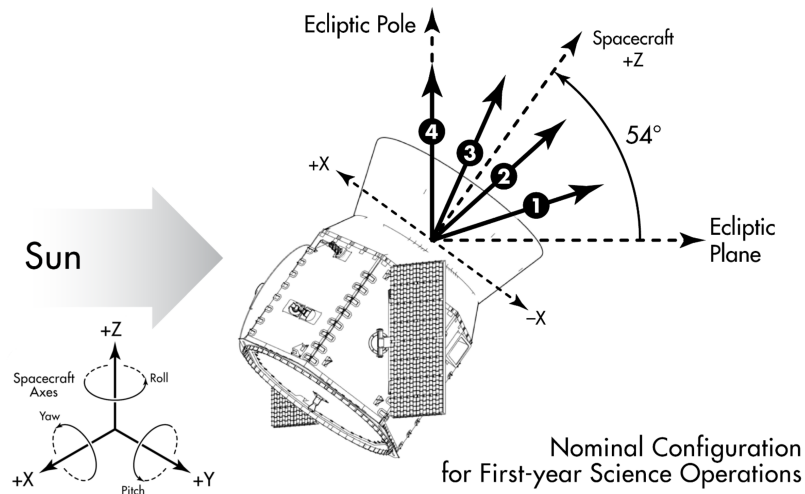 Ecliptic Pole
Spacecraft
+Z
54°
4
3
2
1
+X
Ecliptic
Plane
Sun
–X
+Z
Spacecraft
Axes
Roll
Yaw
+X
+Y
Pitch
Nominal Configuration
for First-year Science Operations